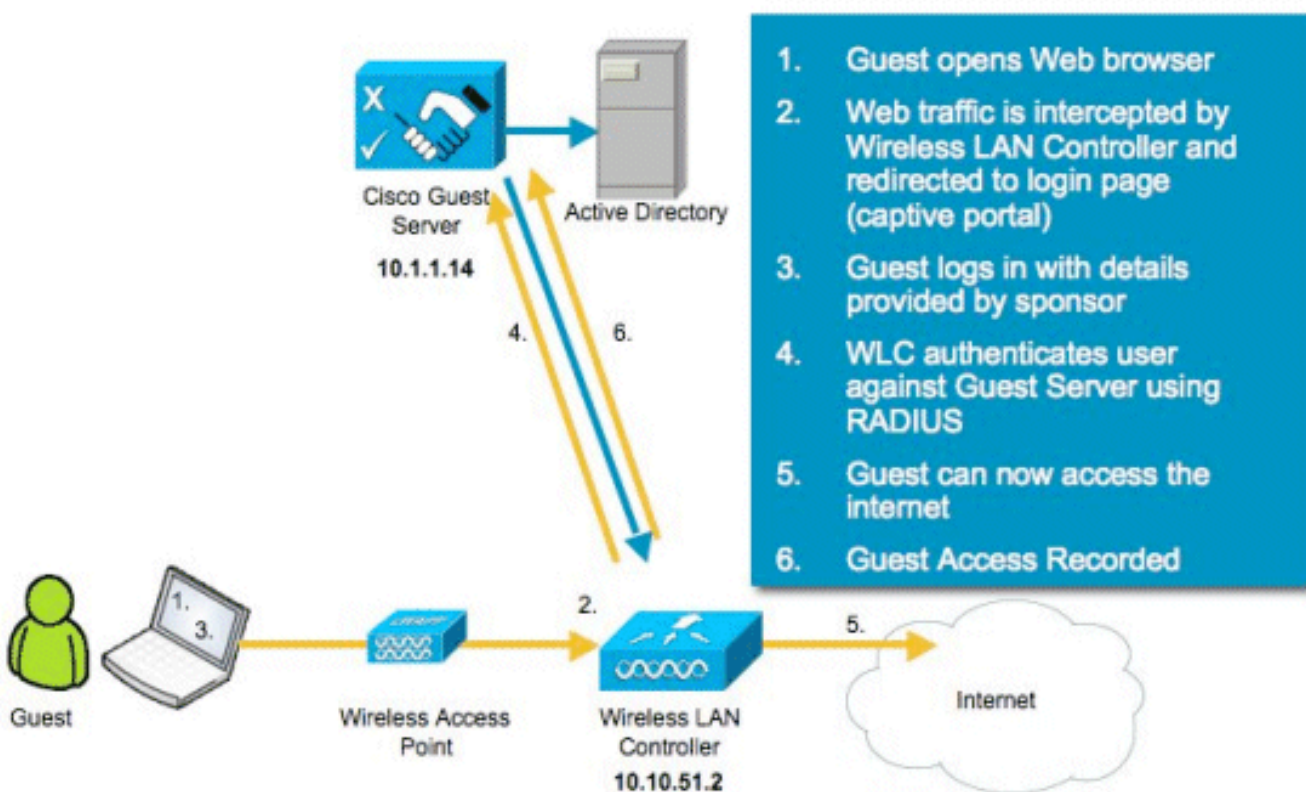 Cisco Guest
Server
10.1.1.14
Active Directory
4.
6.
1.
3.
2.
5.
Guest
Wireless Access
Point
Wireless LAN
Controller
10.10.51.2
Internet
1. Guest opens Web browser
2. Web traffic is intercepted by
Wireless LAN Controller and
redirected to login page
(captive portal)
3. Guest logs in with details
provided by sponsor
4. WLC authenticates user
against Guest Server using
RADIUS
5. Guest can now access the
internet
6. Guest Access Recorded